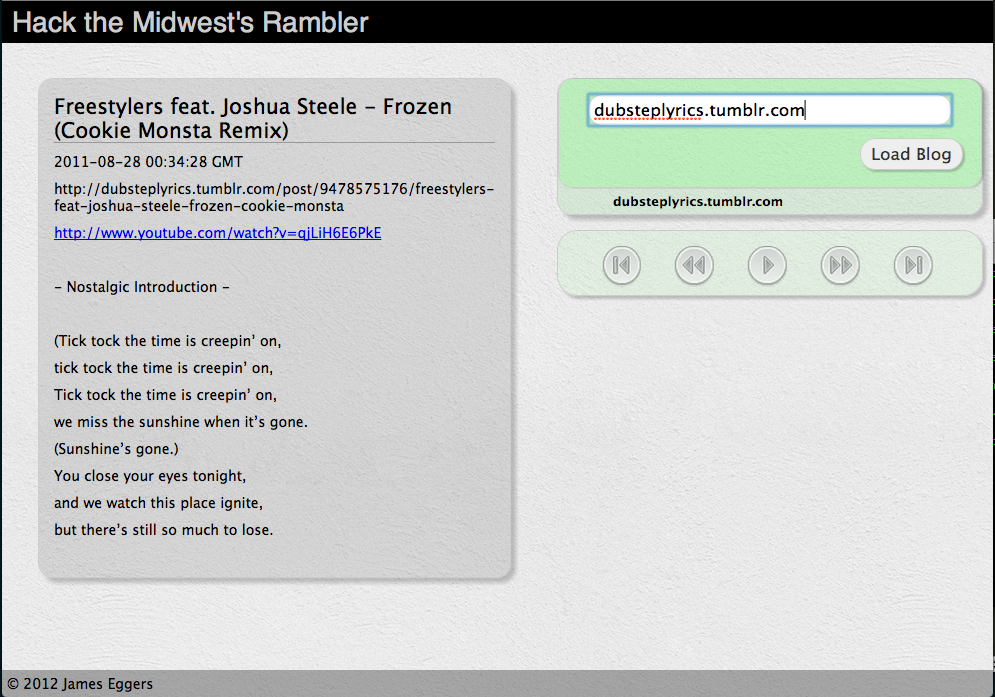 Hack the Midwest's Rambler
Freestylers feat. Joshua Steele – Frozen
(Cookie Monsta Remix)
2011-08-28 00:34:28 GMT
http://dubsteplyrics.tumblr.com/post/9478575176/freestylers-
feat-joshua-steele-frozen-cookie-monsta
http://www.youtube.com/watch?v=qjLiH6E6PkE
– Nostalgic Introduction –
(Tick tock the time is creepin’ on,
tick tock the time is creepin’ on,
Tick tock the time is creepin’ on,
we miss the sunshine when it’s gone.
(Sunshine’s gone.)
You close your eyes tonight,
and we watch this place ignite,
but there’s still so much to lose.
dubsteplyrics.tumblr.com
Load Blog
dubsteplyrics.tumblr.com
© 2012 James Eggers